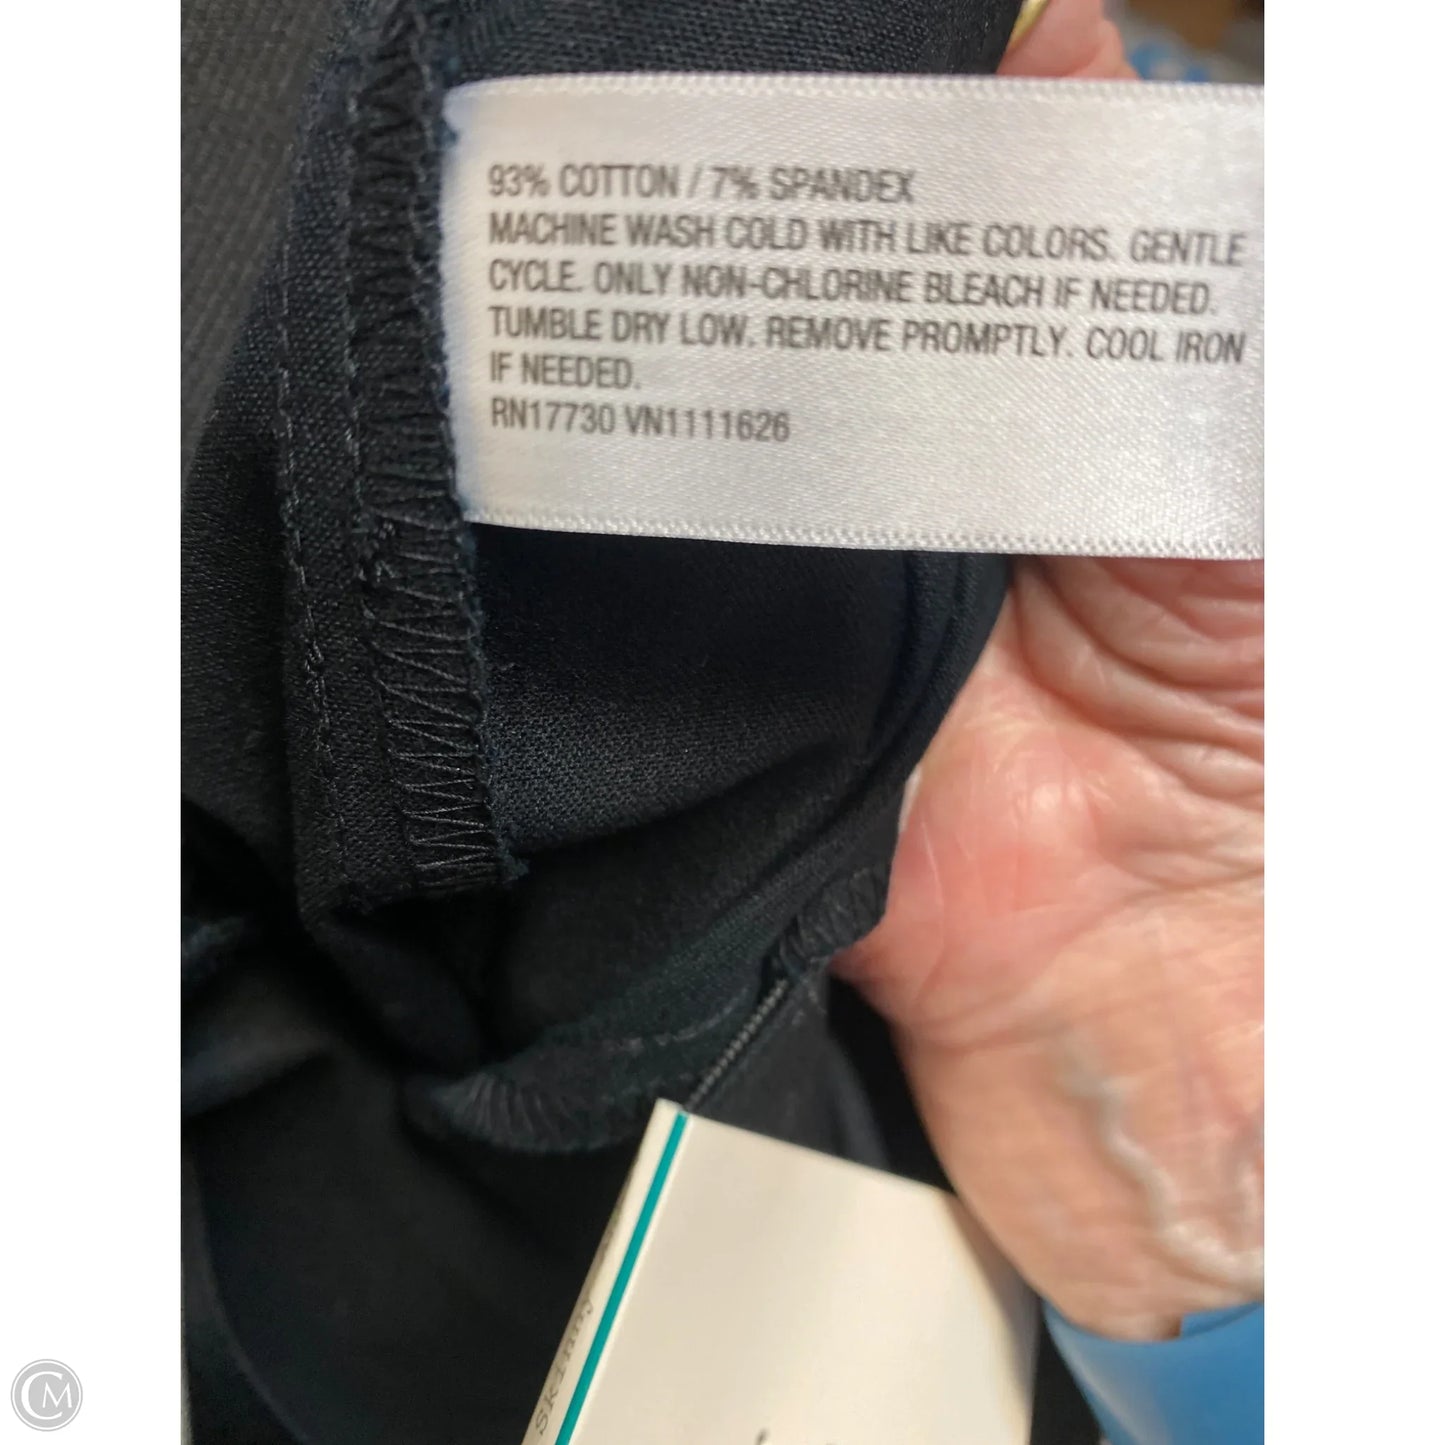 93% COTTON / 7% SPANDEX
MACHINE WASH COLD WITH LIKE COLORS. GENTLE
CYCLE. ONLY NON-CHLORINE BLEACH IF NEEDED.
TUMBLE DRY LOW. REMOVE PROMPTLY. COOL IRON
IF NEEDED.
RN17730 VN1111626
CM